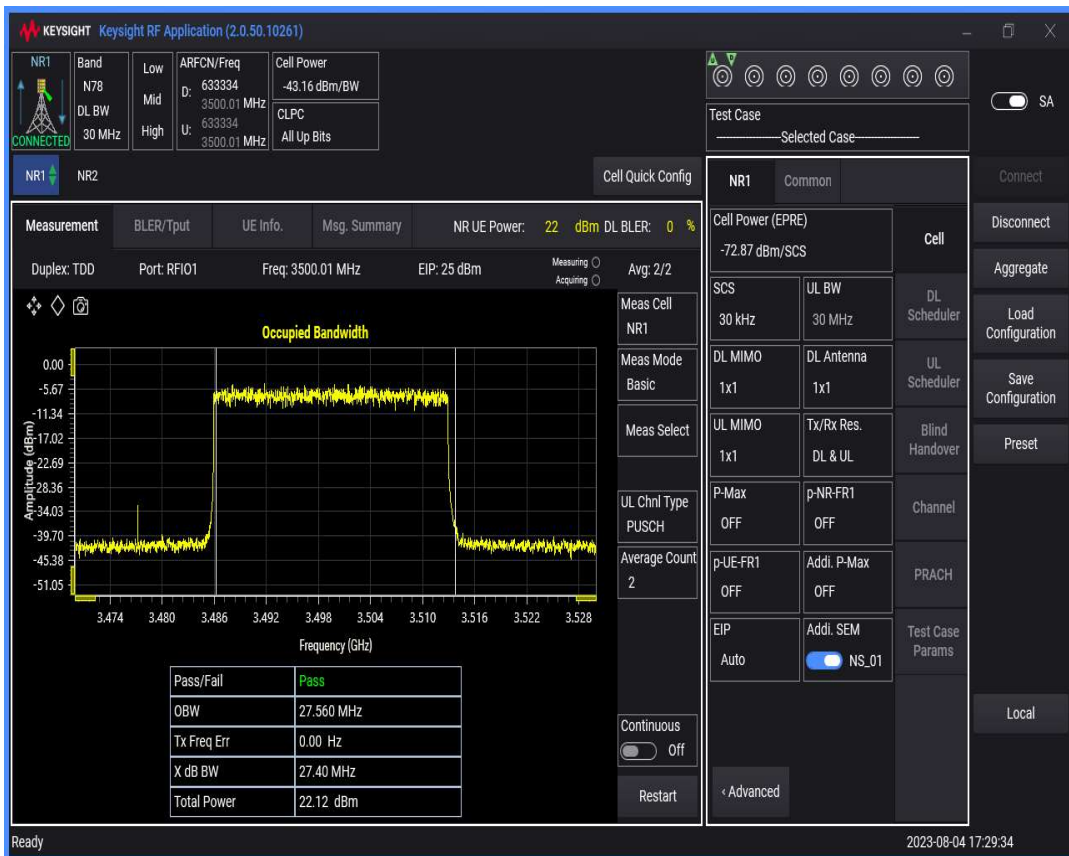 KEYSIGHT Keysight RF Application (2.0.50.10261)
NR1
CONNECTED
Band
N78
DL BW
30 MHz
Low
Mid
High
ARFCN/Freq
D: 633334
3500.01 MHz
U: 633334
3500.01 MHz
Cell Power
-43.16 dBm/BW
CLPC
All Up Bits
Test Case
Selected Case
SA
NR1 NR2 Cell Quick Config
Measurement BLER/Tput UE Info. Msg. Summary NR UE Power: 22 dBm DL BLER: 0 %
Duplex: TDD Port: RFIO1 Freq: 3500.01 MHz EIP: 25 dBm Measuring Avg: 2/2
Acquiring
Occupied Bandwidth
Amplitude (dBm)
0.00
-5.67
-11.34
-17.02
-22.69
-28.36
-34.03
-39.70
-45.38
-51.05
3.474 3.480 3.486 3.492 3.498 3.504 3.510 3.516 3.522 3.528
Frequency (GHz)
Pass/Fail Pass
OBW 27.560 MHz
Tx Freq Err 0.00 Hz
X dB BW 27.40 MHz
Total Power 22.12 dBm
Meas Cell
NR1
Meas Mode
Basic
Meas Select
UL Chnl Type
PUSCH
Average Count
2
Continuous
Off
Restart
NR1 Common
Cell Power (EPRE)
-72.87 dBm/SCS
SCS
30 kHz
UL BW
30 MHz
DL MIMO
1x1
DL Antenna
1x1
UL MIMO
1x1
Tx/Rx Res.
DL & UL
P-Max
OFF
p-NR-FR1
OFF
p-UE-FR1
OFF
Addi. P-Max
OFF
EIP
Auto
Addi. SEM
NS_01
‹ Advanced
Cell
DL
Scheduler
UL
Scheduler
Blind
Handover
Channel
PRACH
Test Case
Params
Connect
Disconnect
Aggregate
Load
Configuration
Save
Configuration
Preset
Local
Ready
2023-08-04 17:29:34